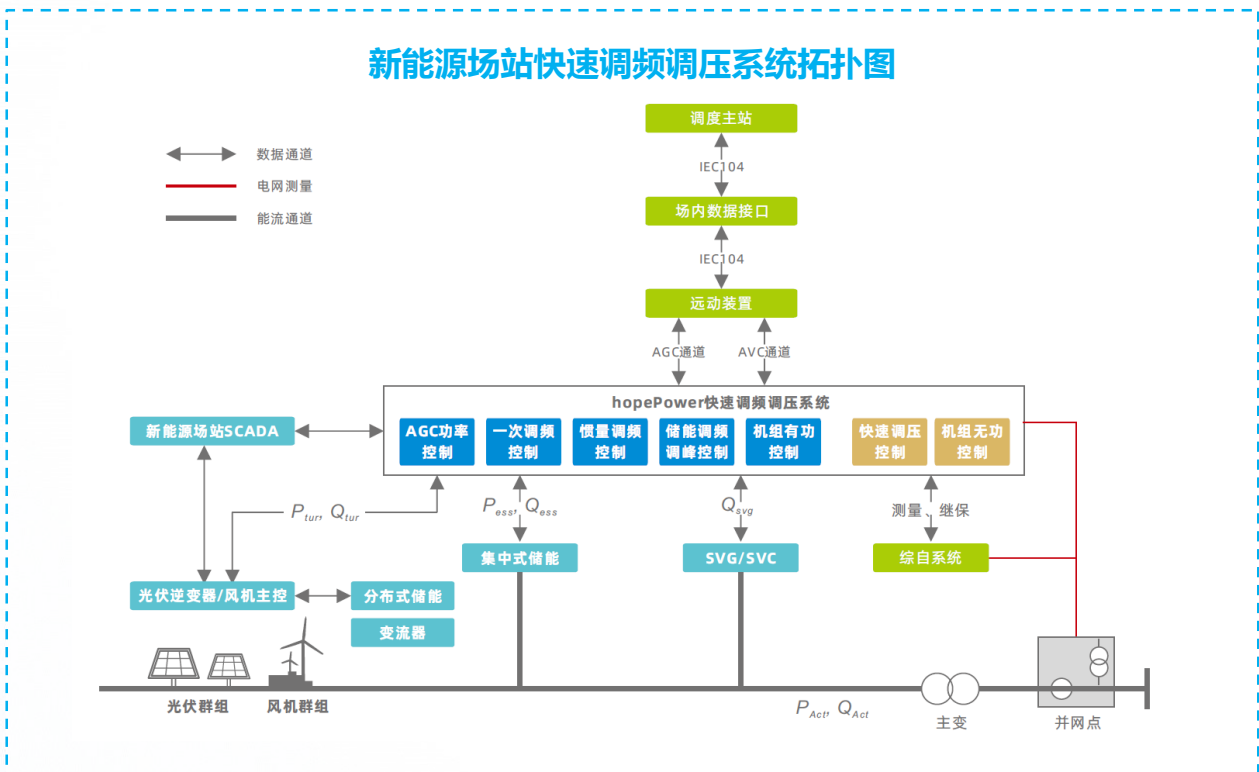 新能源场站快速调频调压系统拓扑图
调度主站
数据通道
IEC104
电网测量
场内数据接口
能流通道
IEC104
远动装置
AGC通道
AVC通道
hopePower快速调频调压系统
新能源场站SCADA
AGC功率
控制
一次调频
控制
惯量调频
控制
储能调频
调峰控制
机组有功
控制
快速调压
控制
机组无功
控制
Ptur, Qtur
Pess, Qess
Qsvg
测量、继保
集中式储能
SVG/SVC
综自系统
光伏逆变器/风机主控
分布式储能
变流器
光伏群组
风机群组
PAct, QAct
主变
并网点